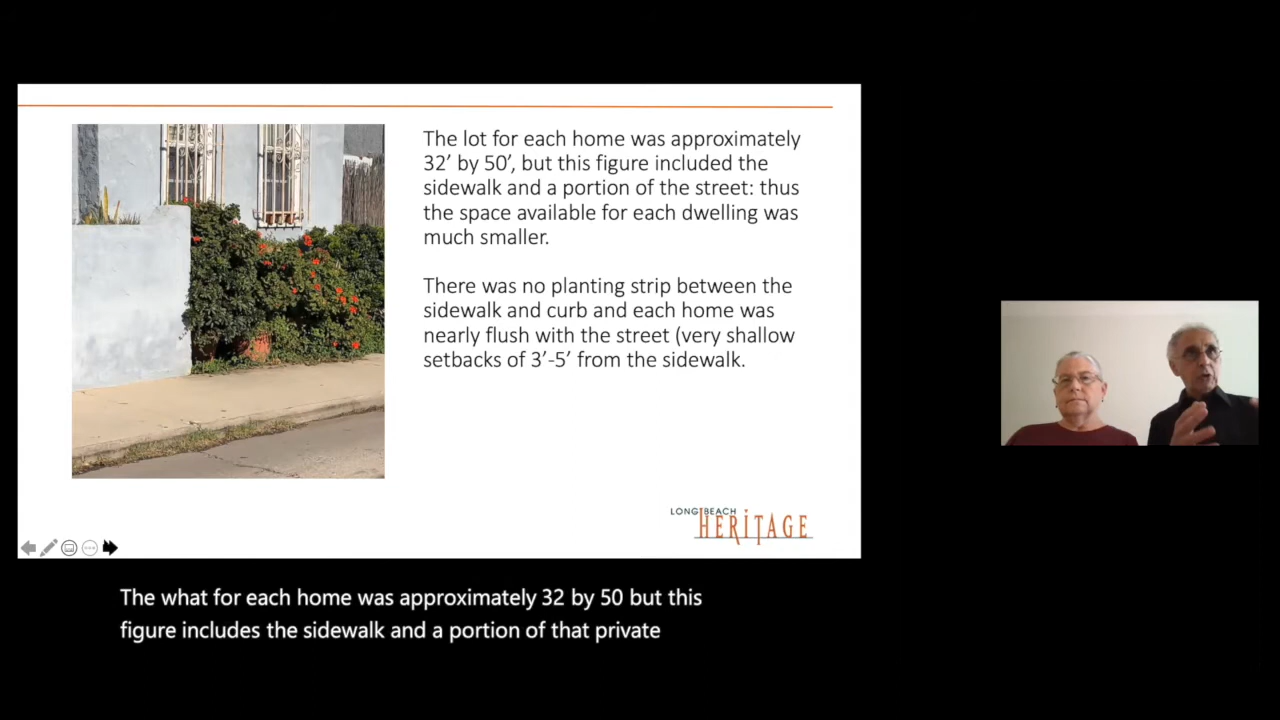 The lot for each home was approximately
32’ by 50’, but this figure included the
sidewalk and a portion of the street: thus
the space available for each dwelling was
much smaller.
There was no planting strip between the
sidewalk and curb and each home was
nearly flush with the street (very shallow
setbacks of 3’-5’ from the sidewalk.
LONG BEACH
HERITAGE
The what for each home was approximately 32 by 50 but this
figure includes the sidewalk and a portion of that private